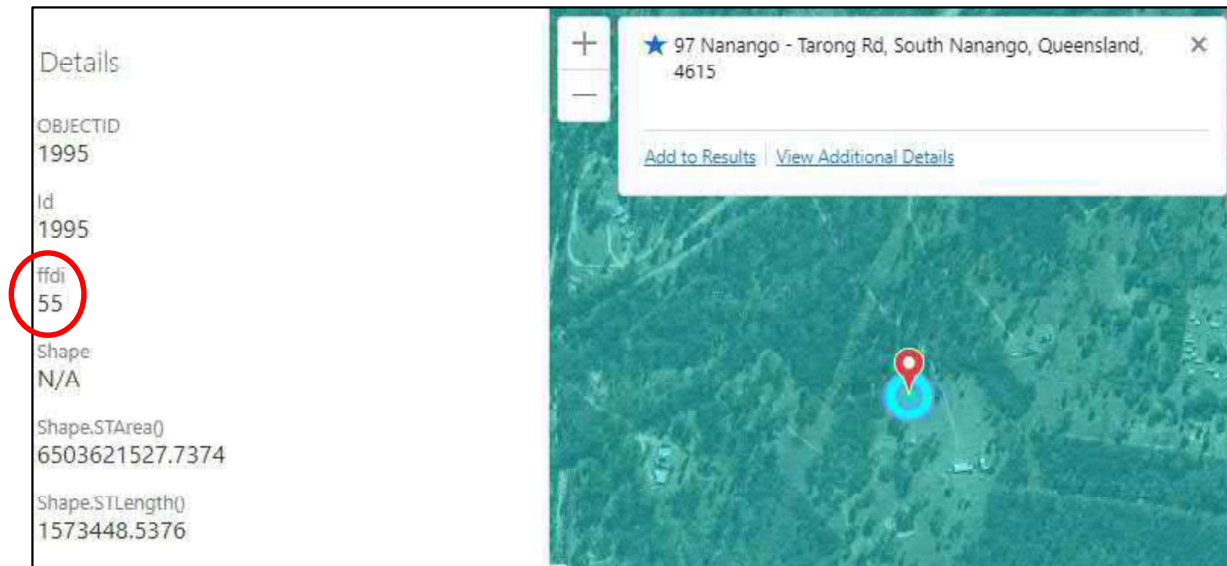 Details
OBJECTID
1995
Id
1995
ffdi
55
Shape
N/A
Shape.STArea()
6503621527.7374
Shape.STLength()
1573448.5376
97 Nanango - Tarong Rd, South Nanango, Queensland,
4615
Add to Results | View Additional Details